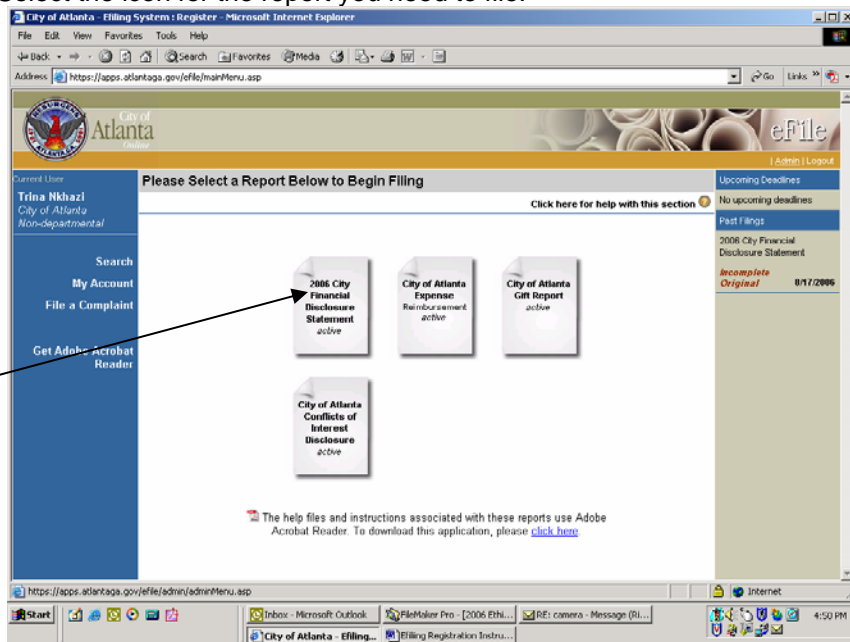 Select the icon for the report you need to file.
City of Atlanta - Efiling System : Register - Microsoft Internet Explorer
File Edit View Favorites Tools Help
Back Search Favorites Media
Address https://apps.atlantaga.gov/efile/mainMenu.asp Go Links »
City of
Atlanta
Online
eFile
| Admin | Logout
Current User
Trina Nkhazi
City of Atlanta
Non-departmental
Search
My Account
File a Complaint
Get Adobe Acrobat
Reader
Please Select a Report Below to Begin Filing
Click here for help with this section
2006 City
Financial
Disclosure
Statement
active
City of Atlanta
Expense
Reimbursement
active
City of Atlanta
Gift Report
active
City of Atlanta
Conflicts of
Interest
Disclosure
active
The help files and instructions associated with these reports use Adobe
Acrobat Reader. To download this application, please click here.
Upcoming Deadlines
No upcoming deadlines
Past Filings
2006 City Financial
Disclosure Statement
Incomplete
Original 8/17/2006
https://apps.atlantaga.gov/efile/admin/adminMenu.asp Internet
Start Inbox - Microsoft Outlook FileMaker Pro - [2006 Ethi... RE: camera - Message (Ri... 4:50 PM
City of Atlanta - Efiling... Efiling Registration Instru...